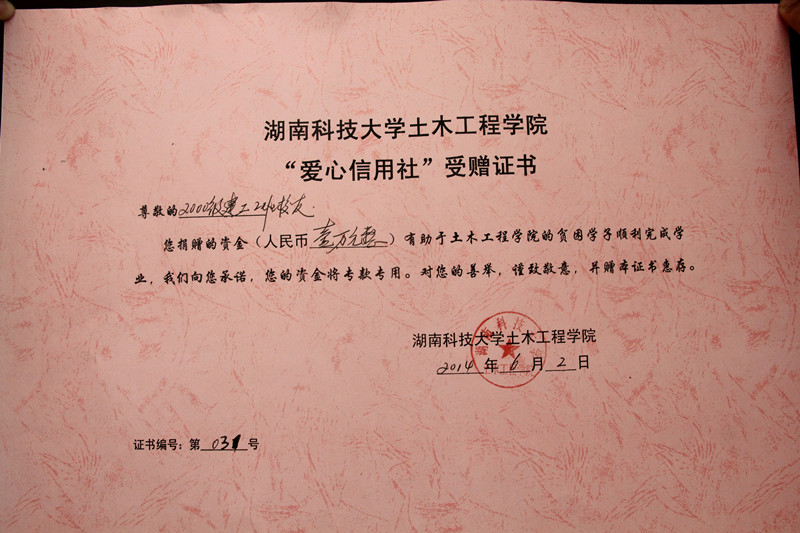 湖南科技大学土木工程学院
“爱心信用社”受赠证书
尊敬的2000级建工2班校友
您捐赠的资金（人民币壹万元整）有助于土木工程学院的贫困学子顺利完成学
业，我们向您承诺，您的资金将专款专用。对您的善举，谨致敬意，并赠本证书惠存。
湖南科技大学土木工程学院
2014年6月2日
证书编号：第031号